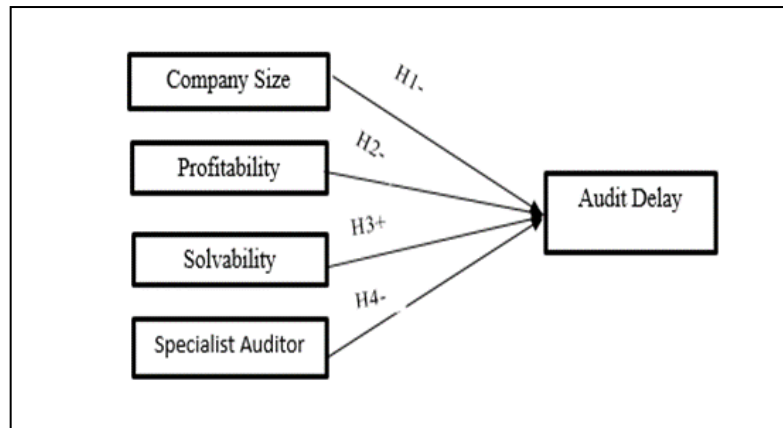 Company Size
H1-
Profitability
H2-
Audit Delay
H3+
Solvability
H4-
Specialist Auditor